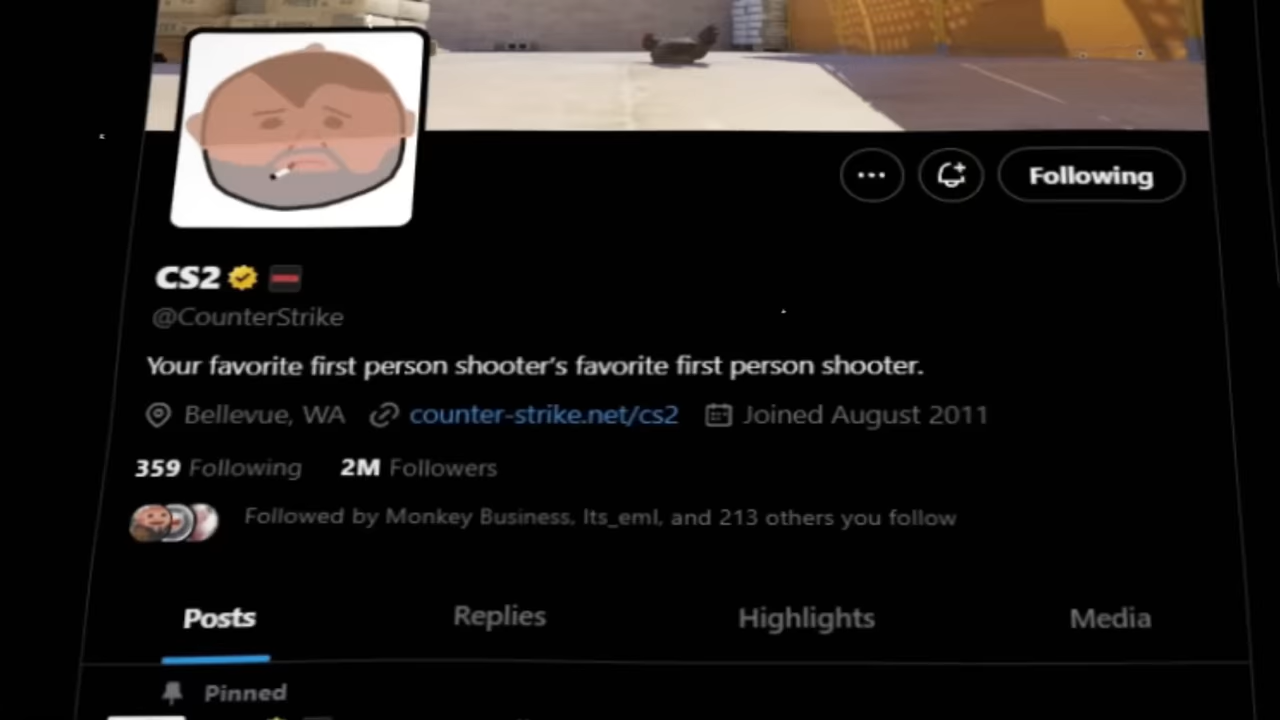 Following
CS2
@CounterStrike
Your favorite first person shooter's favorite first person shooter.
Bellevue, WA counter-strike.net/cs2 Joined August 2011
359 Following 2M Followers
Followed by Monkey Business, Its_eml, and 213 others you follow
Posts Replies Highlights Media
Pinned